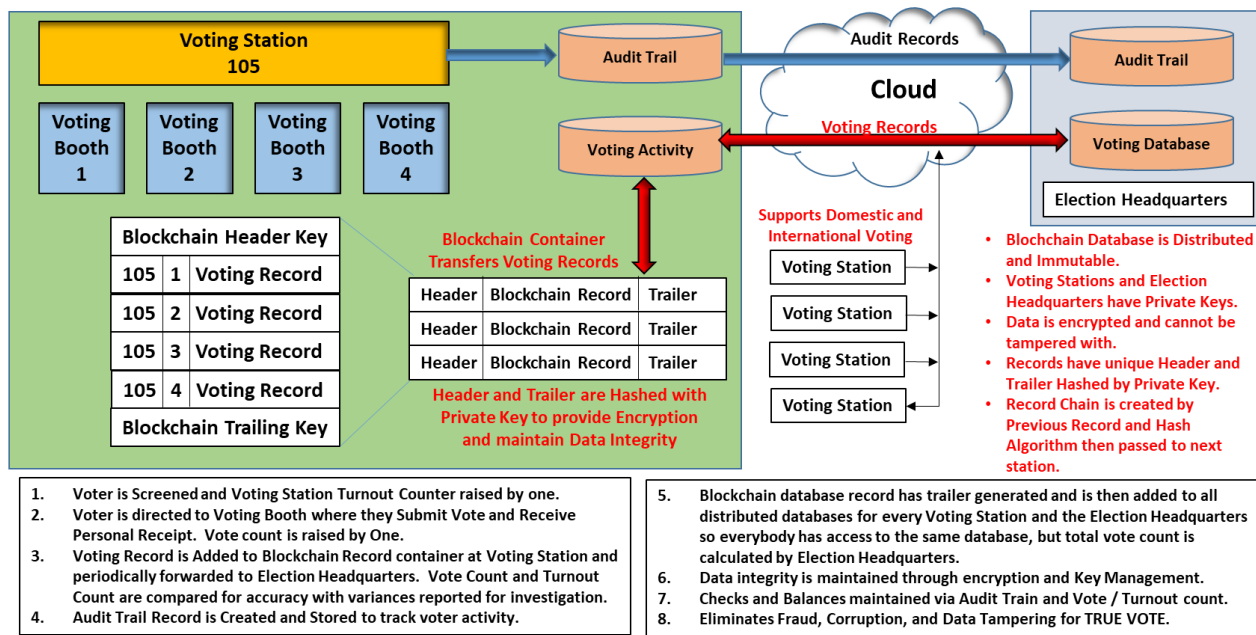 Voting Station
105
Audit Trail
Audit Records
Audit Trail
Cloud
Voting
Booth
1
Voting
Booth
2
Voting
Booth
3
Voting
Booth
4
Voting Activity
Voting Records
Voting Database
Election Headquarters
Blockchain Header Key
105 1 Voting Record
105 2 Voting Record
105 3 Voting Record
105 4 Voting Record
Blockchain Trailing Key
Blockchain Container
Transfers Voting Records
Header Blockchain Record Trailer
Header Blockchain Record Trailer
Header Blockchain Record Trailer
Header and Trailer are Hashed with
Private Key to provide Encryption
and maintain Data Integrity
Supports Domestic and
International Voting
Voting Station
Voting Station
Voting Station
Voting Station
• Blochchain Database is Distributed
and Immutable.
• Voting Stations and Election
Headquarters have Private Keys.
• Data is encrypted and cannot be
tampered with.
• Records have unique Header and
Trailer Hashed by Private Key.
• Record Chain is created by
Previous Record and Hash
Algorithm then passed to next
station.
1. Voter is Screened and Voting Station Turnout Counter raised by one.
2. Voter is directed to Voting Booth where they Submit Vote and Receive
Personal Receipt. Vote count is raised by One.
3. Voting Record is Added to Blockchain Record container at Voting Station and
periodically forwarded to Election Headquarters. Vote Count and Turnout
Count are compared for accuracy with variances reported for investigation.
4. Audit Trail Record is Created and Stored to track voter activity.
5. Blockchain database record has trailer generated and is then added to all
distributed databases for every Voting Station and the Election Headquarters
so everybody has access to the same database, but total vote count is
calculated by Election Headquarters.
6. Data integrity is maintained through encryption and Key Management.
7. Checks and Balances maintained via Audit Train and Vote / Turnout count.
8. Eliminates Fraud, Corruption, and Data Tampering for TRUE VOTE.